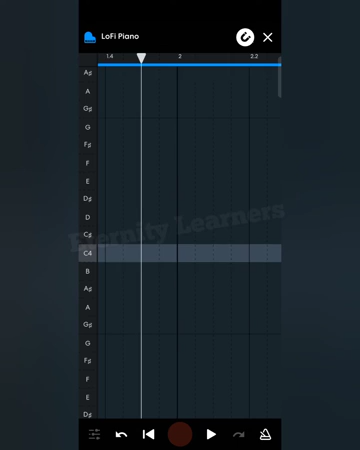 LoFi Piano
1.4 2 2.2
A♯
A
G♯
G
F♯
F
E
D♯
D
C♯
Eternity Learners
C4
B
A♯
A
G♯
G
F♯
F
E
D♯